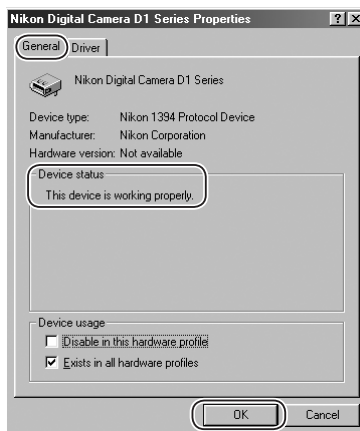 Nikon Digital Camera D1 Series Properties
General Driver
Nikon Digital Camera D1 Series
Device type: Nikon 1394 Protocol Device
Manufacturer: Nikon Corporation
Hardware version: Not available
Device status
This device is working properly.
Device usage
Disable in this hardware profile
Exists in all hardware profiles
OK Cancel